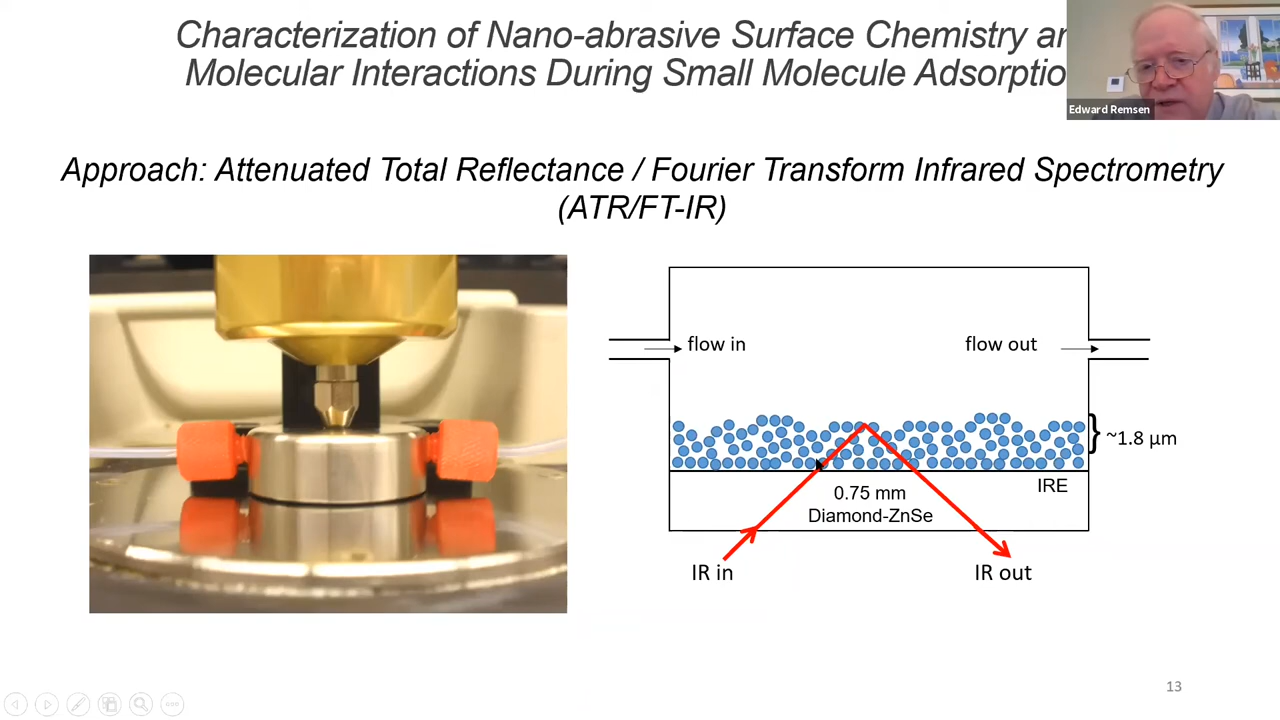 Characterization of Nano-abrasive Surface Chemistry
Molecular Interactions During Small Molecule
Edward Remsen
Approach: Attenuated Total Reflectance / Fourier Transform Infrared Spectrometry
(ATR/FT-IR)
flow in
flow out
~1.8 μm
IRE
0.75 mm
Diamond-ZnSe
IR in
IR out
13